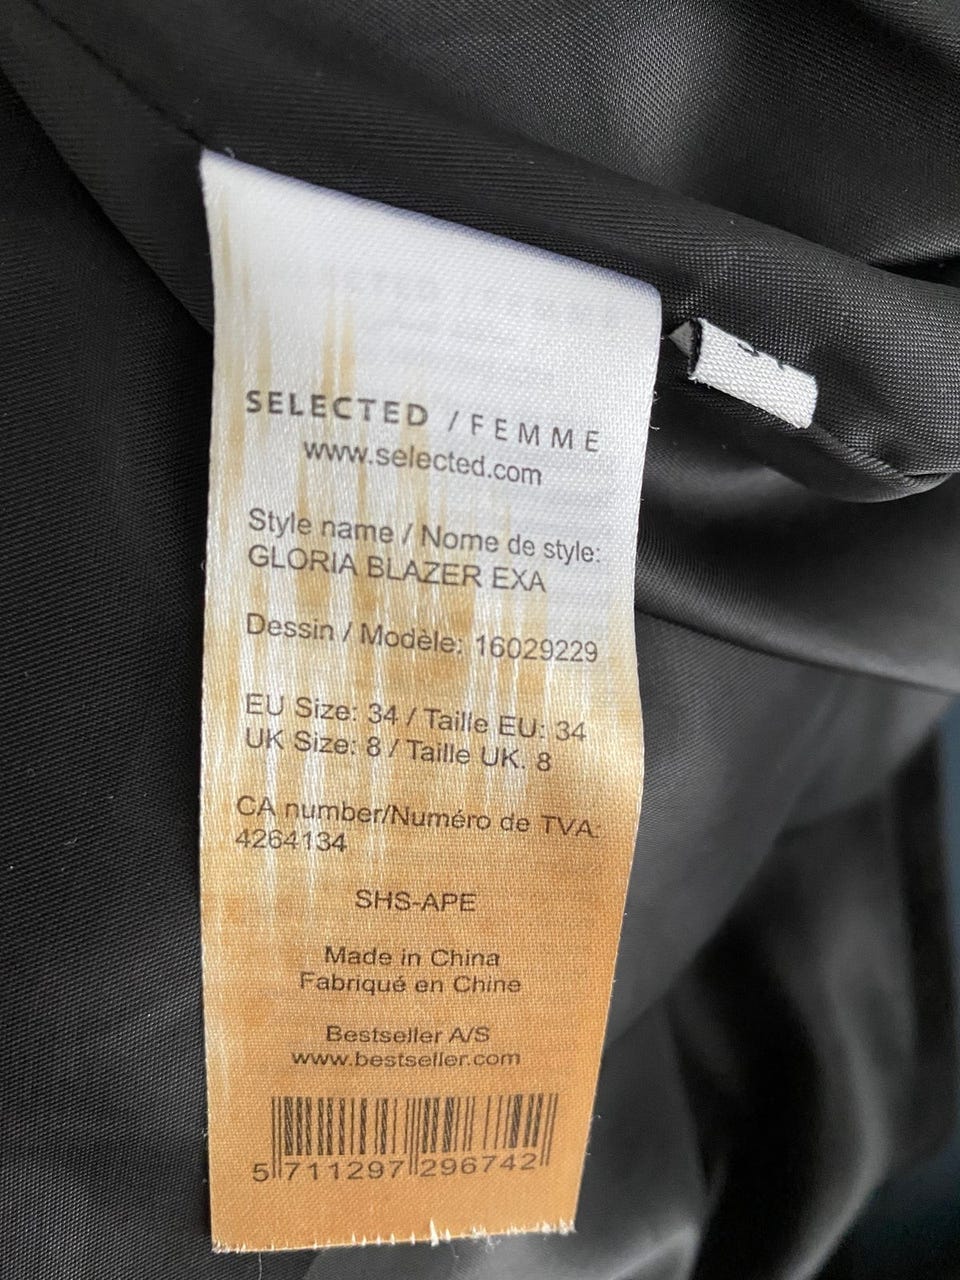 SELECTED / FEMME
www.selected.com
Style name / Nome de style:
GLORIA BLAZER EXA
Dessin / Modèle: 16029229
EU Size: 34 / Taille EU: 34
UK Size: 8 / Taille UK. 8
CA number/Numéro de TVA:
4264134
SHS-APE
Made in China
Fabriqué en Chine
Bestseller A/S
www.bestseller.com
5 711297 296742